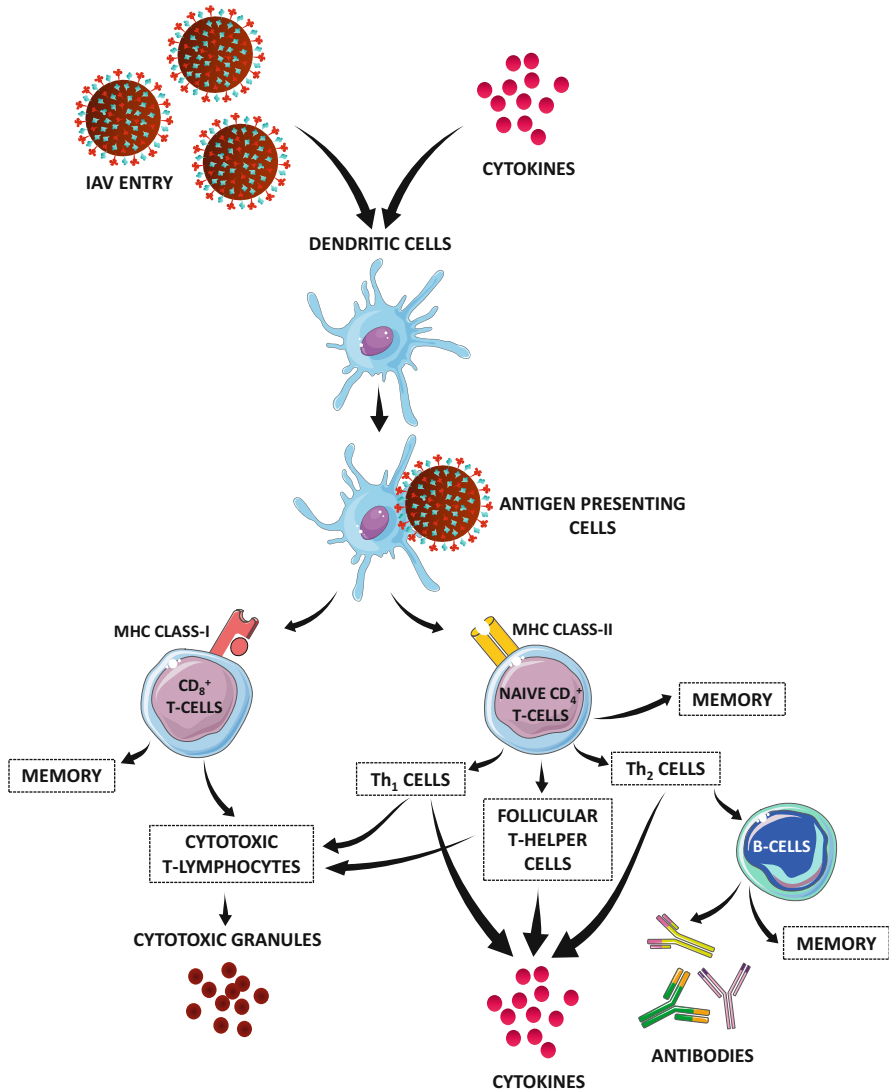 IAV ENTRY
CYTOKINES
DENDRITIC CELLS
ANTIGEN PRESENTING
CELLS
MHC CLASS-I
MHC CLASS-II
CD₈⁺
T-CELLS
NAIVE CD₄⁺
T-CELLS
MEMORY
MEMORY
Th₁ CELLS
Th₂ CELLS
FOLLICULAR
T-HELPER
CELLS
CYTOTOXIC
T-LYMPHOCYTES
B-CELLS
CYTOTOXIC GRANULES
MEMORY
CYTOKINES
ANTIBODIES